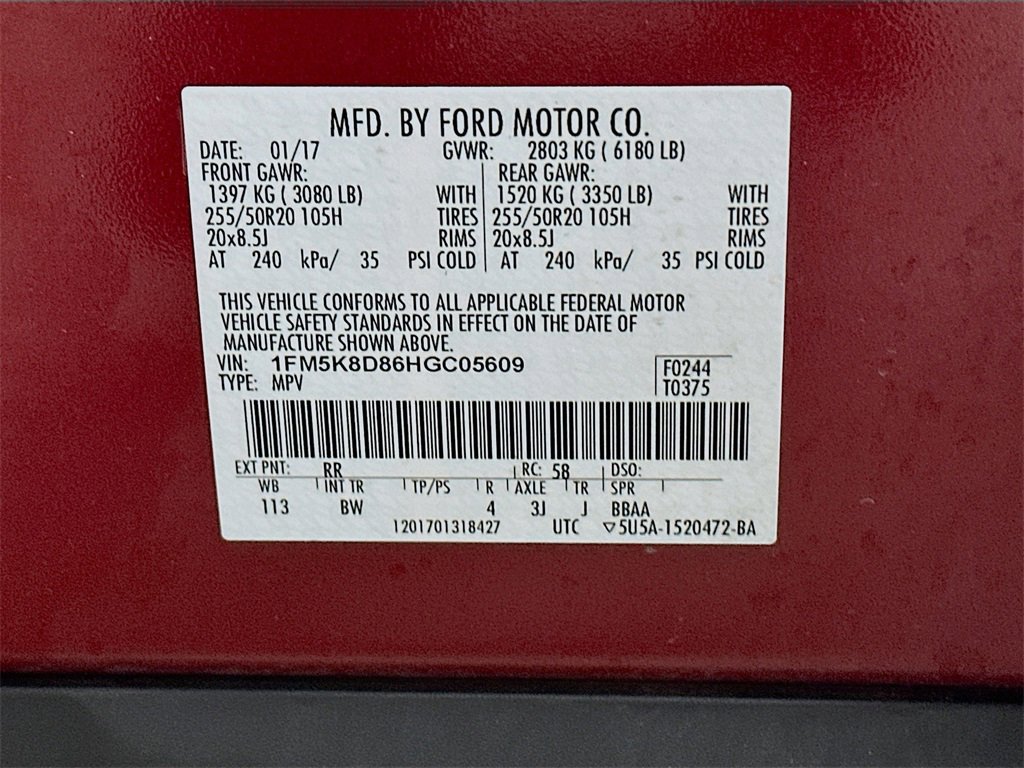 MFD. BY FORD MOTOR CO.
DATE: 01/17 GVWR: 2803 KG ( 6180 LB)
FRONT GAWR: REAR GAWR:
1397 KG ( 3080 LB) WITH 1520 KG ( 3350 LB) WITH
255/50R20 105H TIRES 255/50R20 105H TIRES
20x8.5J RIMS 20x8.5J RIMS
AT 240 kPa/ 35 PSI COLD AT 240 kPa/ 35 PSI COLD
THIS VEHICLE CONFORMS TO ALL APPLICABLE FEDERAL MOTOR
VEHICLE SAFETY STANDARDS IN EFFECT ON THE DATE OF
MANUFACTURE SHOWN ABOVE.
VIN: 1FM5K8D86HGC05609 F0244
TYPE: MPV T0375
EXT PNT: RR RC: 58 DSO:
WB INT TR TP/PS R AXLE TR SPR
113 BW 4 3J J BBAA
1201701318427 UTC ▽5U5A-1520472-BA